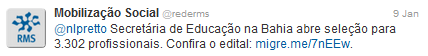 Mobilização Social @rederms 9 Jan
@nlpretto Secretária de Educação na Bahia abre seleção para
3.302 profissionais. Confira o edital: migre.me/7nEEw.
RMS